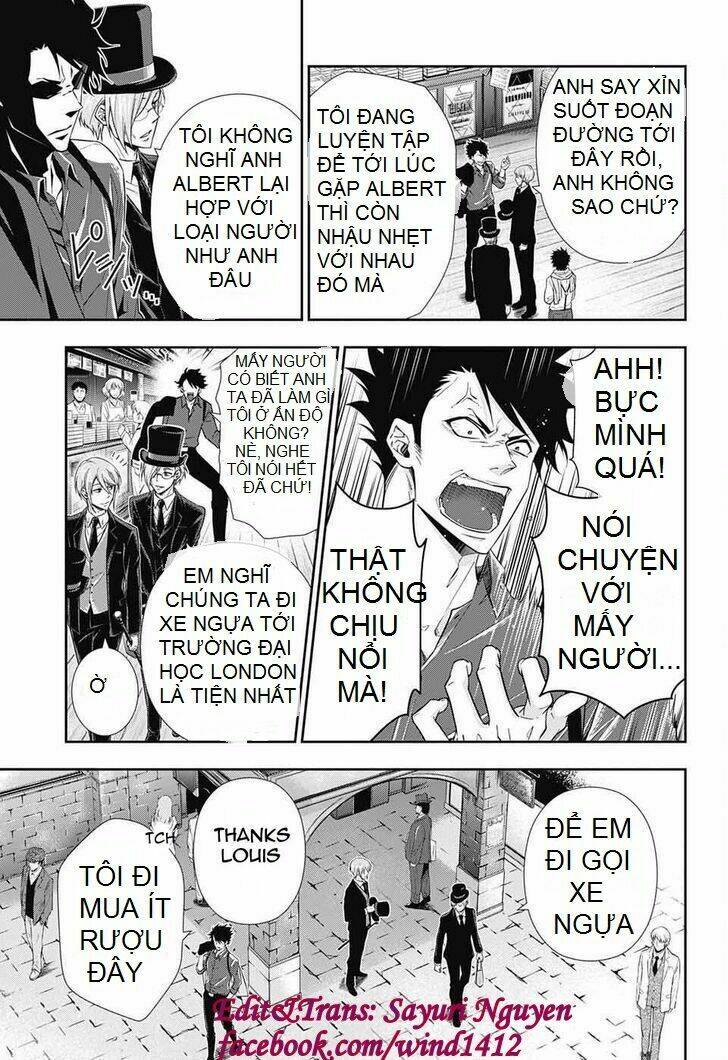 ANH SAY XỈN
SUỐT ĐOẠN
ĐƯỜNG TỚI
ĐÂY RỒI,
ANH KHÔNG
SAO CHỨ?
TÔI ĐANG
LUYỆN TẬP
ĐỂ TỚI LÚC
GẶP ALBERT
THÌ CÒN
NHẬU NHẸT
VỚI NHAU
ĐÓ MÀ
TÔI KHÔNG
NGHĨ ANH
ALBERT LẠI
HỢP VỚI
LOẠI NGƯỜI
NHƯ ANH
ĐÂU
AHH!
BỰC
MÌNH
QUÁ!
NÓI
CHUYỆN
VỚI
MẤY
NGƯỜI...
THẬT
KHÔNG
CHỊU
NỔI
MÀ!
MẤY NGƯỜI
CÓ BIẾT ANH
TA ĐÃ LÀM GÌ
TÔI Ở ẤN ĐỘ
KHÔNG?
NÈ, NGHE
TÔI NÓI HẾT
ĐÃ CHỨ!
EM NGHĨ
CHÚNG TA ĐI
XE NGỰA TỚI
TRƯỜNG ĐẠI
HỌC LONDON
LÀ TIỆN NHẤT
Ờ
ĐỂ EM
ĐI GỌI
XE
NGỰA
THANKS
LOUIS
TCH
TÔI ĐI
MUA ÍT
RƯỢU
ĐÂY
Edit&Trans: Sayuri Nguyen
facebook.com/wind1412